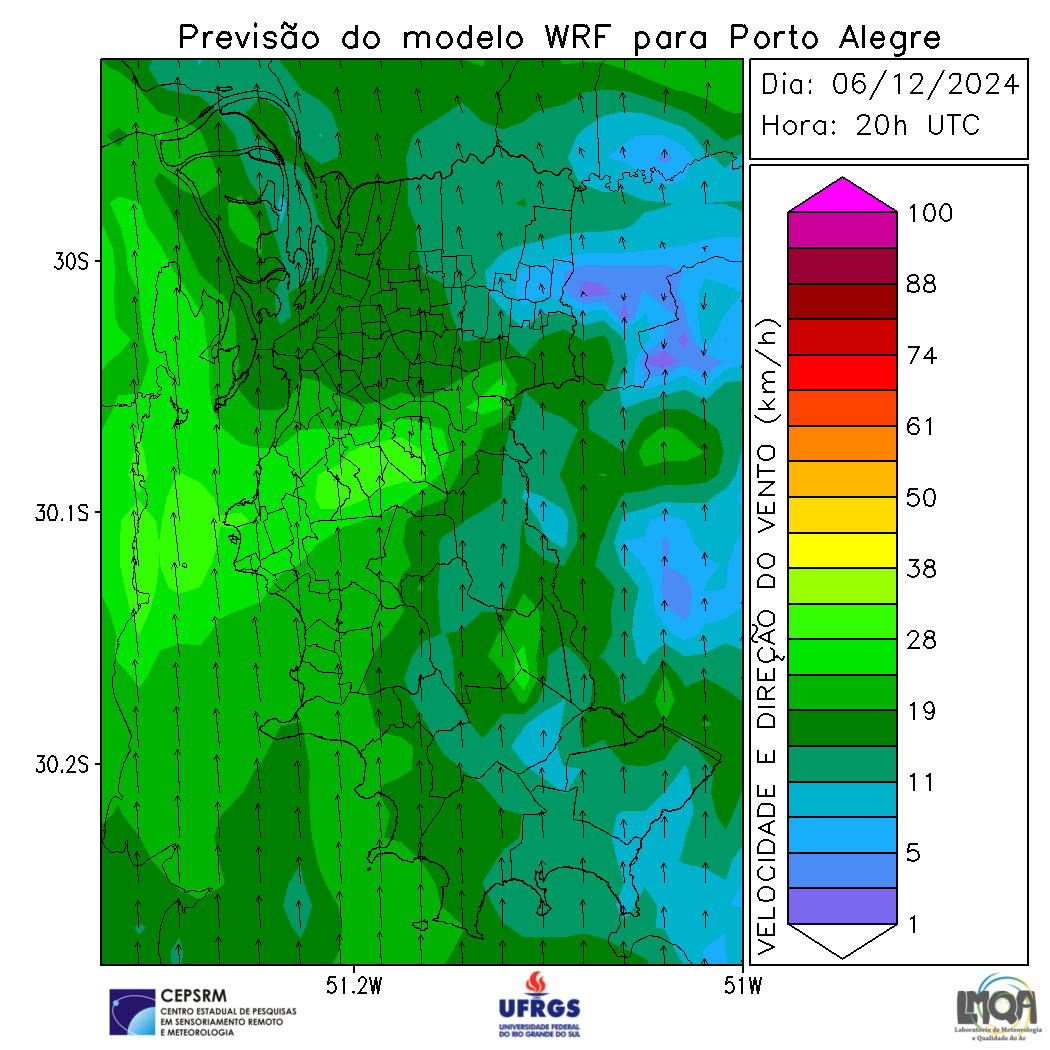 Previsão do modelo WRF para Porto Alegre
Dia: 06/12/2024
Hora: 20h UTC
30S
30.1S
30.2S
51.2W
51W
VELOCIDADE E DIREÇÃO DO VENTO (km/h)
100
88
74
61
50
38
28
19
11
5
1
CEPSRM
CENTRO ESTADUAL DE PESQUISAS
EM SENSORIAMENTO REMOTO
E METEOROLOGIA
UFRGS
UNIVERSIDADE FEDERAL
DO RIO GRANDE DO SUL
LMQA
Laboratório de Meteorologia
e Qualidade do Ar